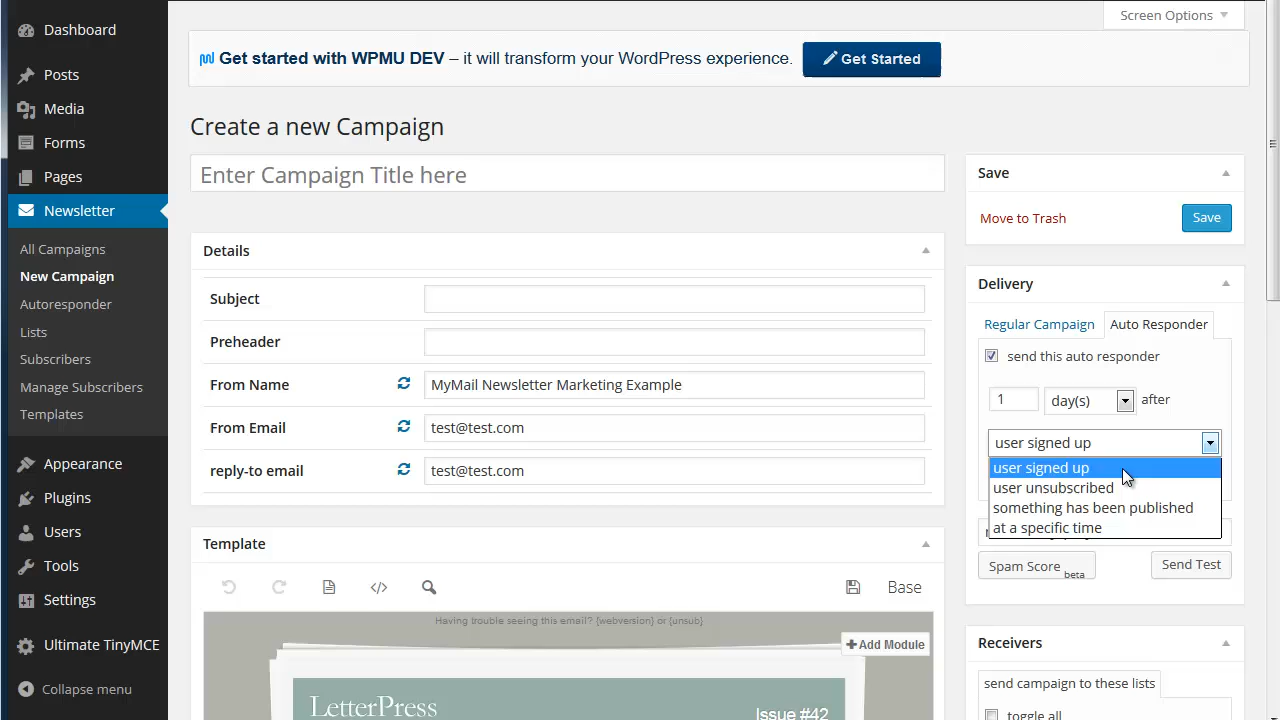 Dashboard
Posts
Media
Forms
Pages
Newsletter
All Campaigns
New Campaign
Autoresponder
Lists
Subscribers
Manage Subscribers
Templates
Appearance
Plugins
Users
Tools
Settings
Ultimate TinyMCE
Collapse menu
Screen Options
Get started with WPMU DEV – it will transform your WordPress experience. Get Started
Create a new Campaign
Enter Campaign Title here
Details
Subject
Preheader
From Name MyMail Newsletter Marketing Example
From Email test@test.com
reply-to email test@test.com
Template
Base
Having trouble seeing this email? {webversion} or {unsub}
Add Module
LetterPress
Issue #42
Save
Move to Trash Save
Delivery
Regular Campaign Auto Responder
send this auto responder
1 day(s) after
user signed up
user signed up
user unsubscribed
something has been published
at a specific time
Spam Score beta Send Test
Receivers
send campaign to these lists
toggle all